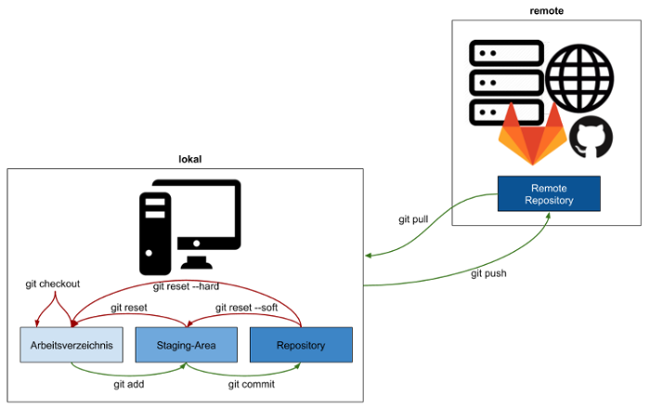 remote
Remote
Repository
lokal
git pull
git push
git checkout
git reset --hard
git reset
git reset --soft
Arbeitsverzeichnis
Staging-Area
Repository
git add
git commit